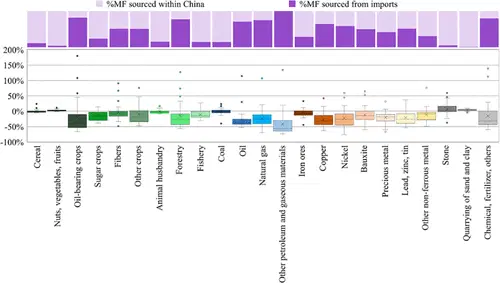 %MF sourced within China
%MF sourced from imports
200%
150%
100%
50%
0%
-50%
-100%
Cereal
Nuts, vegetables, fruits
Oil-bearing crops
Sugar crops
Fibers
Other crops
Animal husbandry
Forestry
Fishery
Coal
Oil
Natural gas
Other petroleum and gaseous materials
Iron ores
Copper
Nickel
Bauxite
Precious metal
Lead, zinc, tin
Other non-ferrous metal
Stone
Quarrying of sand and clay
Chemical, fertilizer, others